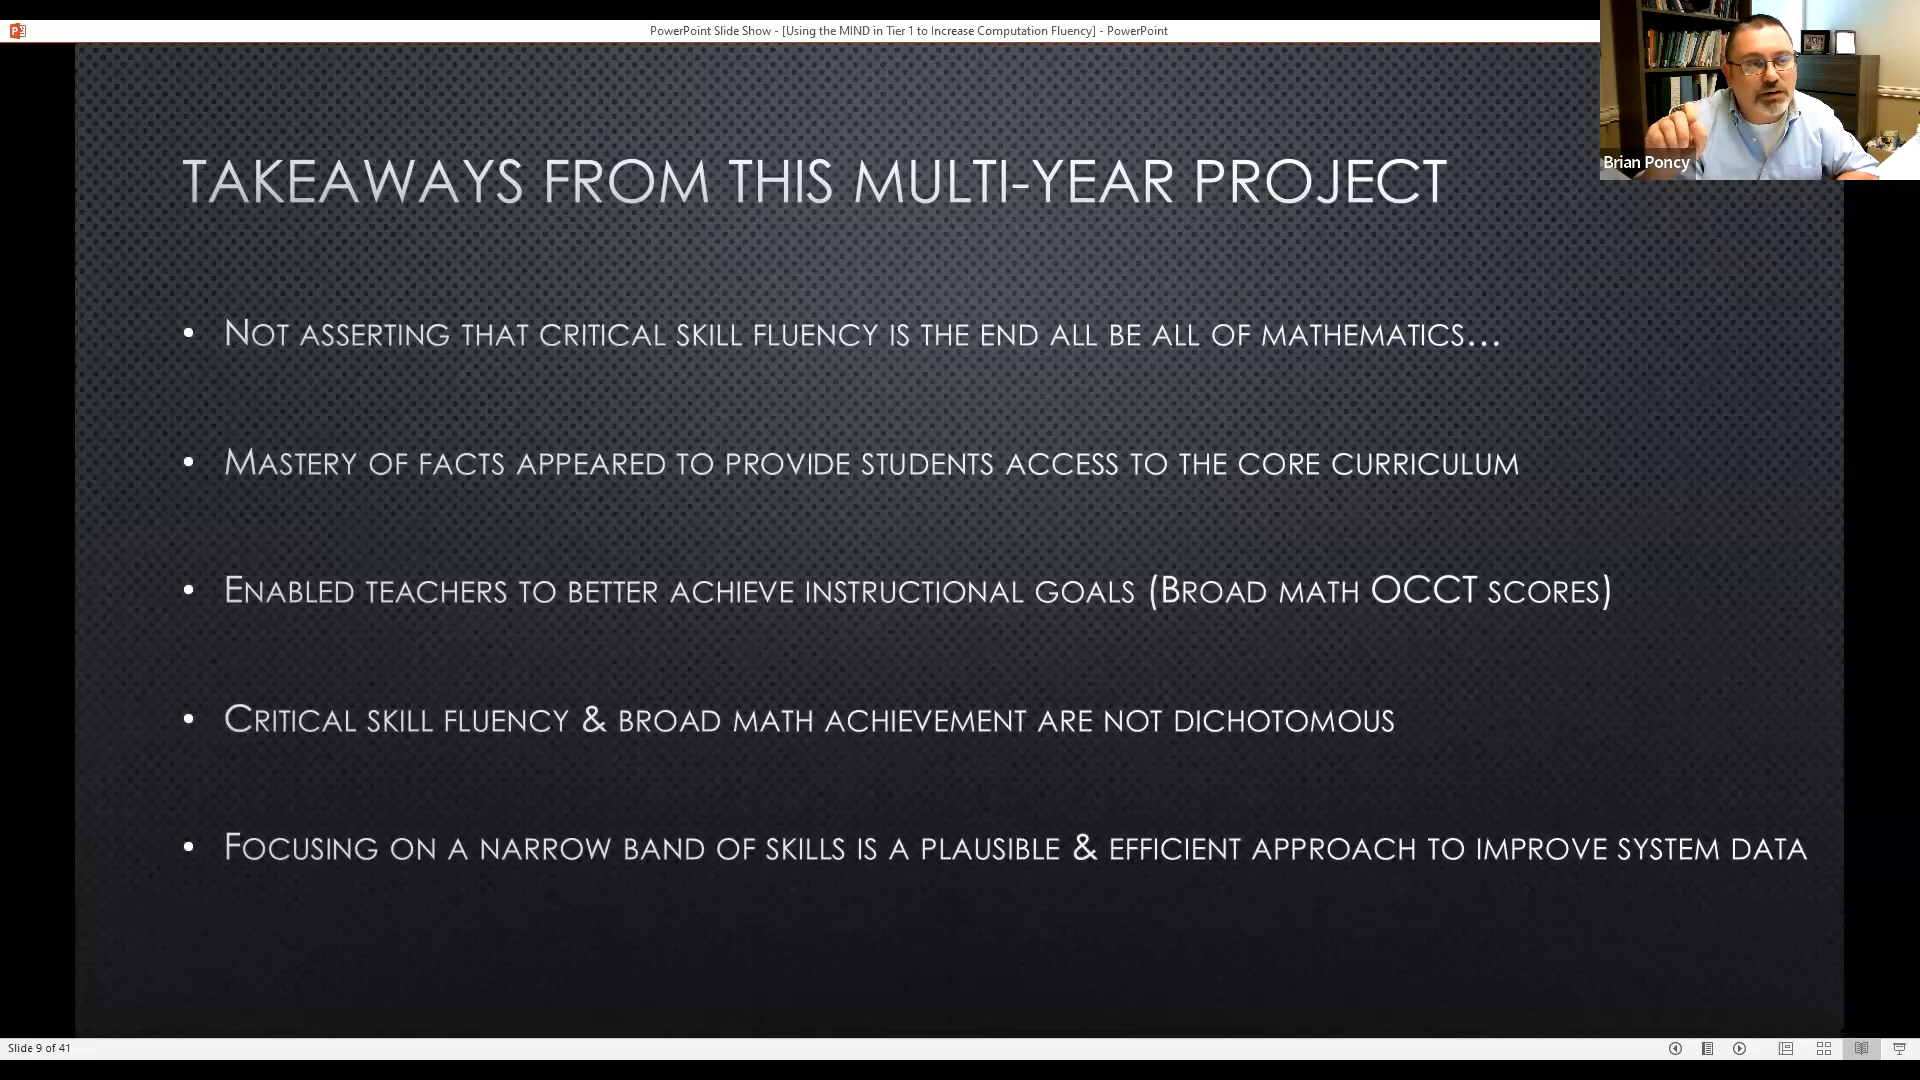 PowerPoint Slide Show - [Using the MIND in Tier 1 to Increase Computation Fluency] - PowerPoint
Brian Poncy
TAKEAWAYS FROM THIS MULTI-YEAR PROJECT
• NOT ASSERTING THAT CRITICAL SKILL FLUENCY IS THE END ALL BE ALL OF MATHEMATICS…
• MASTERY OF FACTS APPEARED TO PROVIDE STUDENTS ACCESS TO THE CORE CURRICULUM
• ENABLED TEACHERS TO BETTER ACHIEVE INSTRUCTIONAL GOALS (BROAD MATH OCCT SCORES)
• CRITICAL SKILL FLUENCY & BROAD MATH ACHIEVEMENT ARE NOT DICHOTOMOUS
• FOCUSING ON A NARROW BAND OF SKILLS IS A PLAUSIBLE & EFFICIENT APPROACH TO IMPROVE SYSTEM DATA
Slide 9 of 41